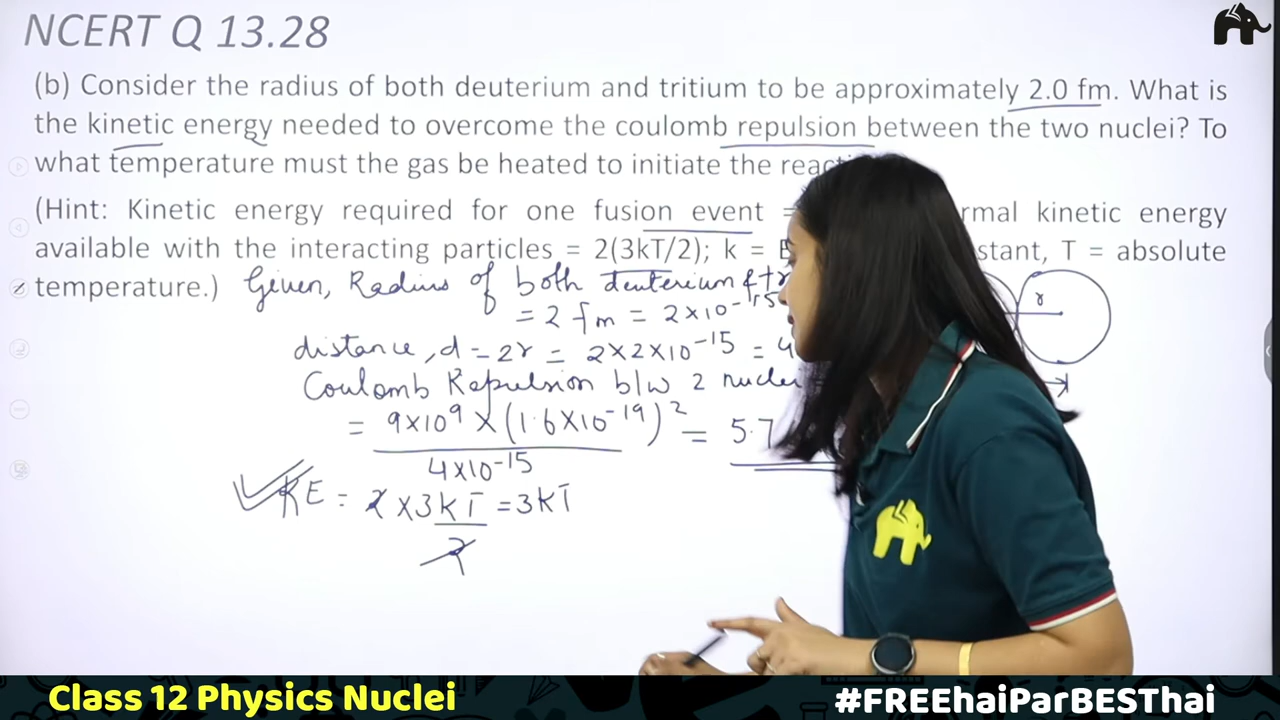 NCERT Q 13.28
(b) Consider the radius of both deuterium and tritium to be approximately 2.0 fm. What is
the kinetic energy needed to overcome the coulomb repulsion between the two nuclei? To
what temperature must the gas be heated to initiate the
(Hint: Kinetic energy required for one fusion event = kinetic energy
available with the interacting particles = 2(3kT/2); k = T = absolute
temperature.) Given, Radius of both deuterium &
= 2 fm = 2×10⁻¹⁵
r
distance, d = 2r = 2×2×10⁻¹⁵ = 4
Coulomb Repulsion b/w 2 nuclei
= 9×10⁹ × (1.6×10⁻¹⁹)² = 5.7
4×10⁻¹⁵
KE = 2 × 3kT = 3kT
2
Class 12 Physics Nuclei
#FREEhaiParBESThai